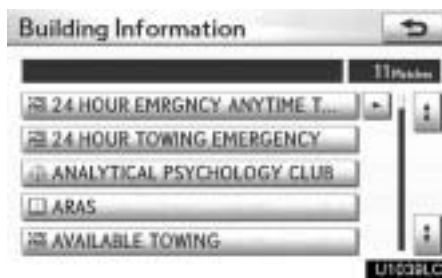 Building Information
11 Matches
24 HOUR EMRGNCY ANYTIME T...
24 HOUR TOWING EMERGENCY
ANALYTICAL PSYCHOLOGY CLUB
ARAS
AVAILABLE TOWING
U1039LC